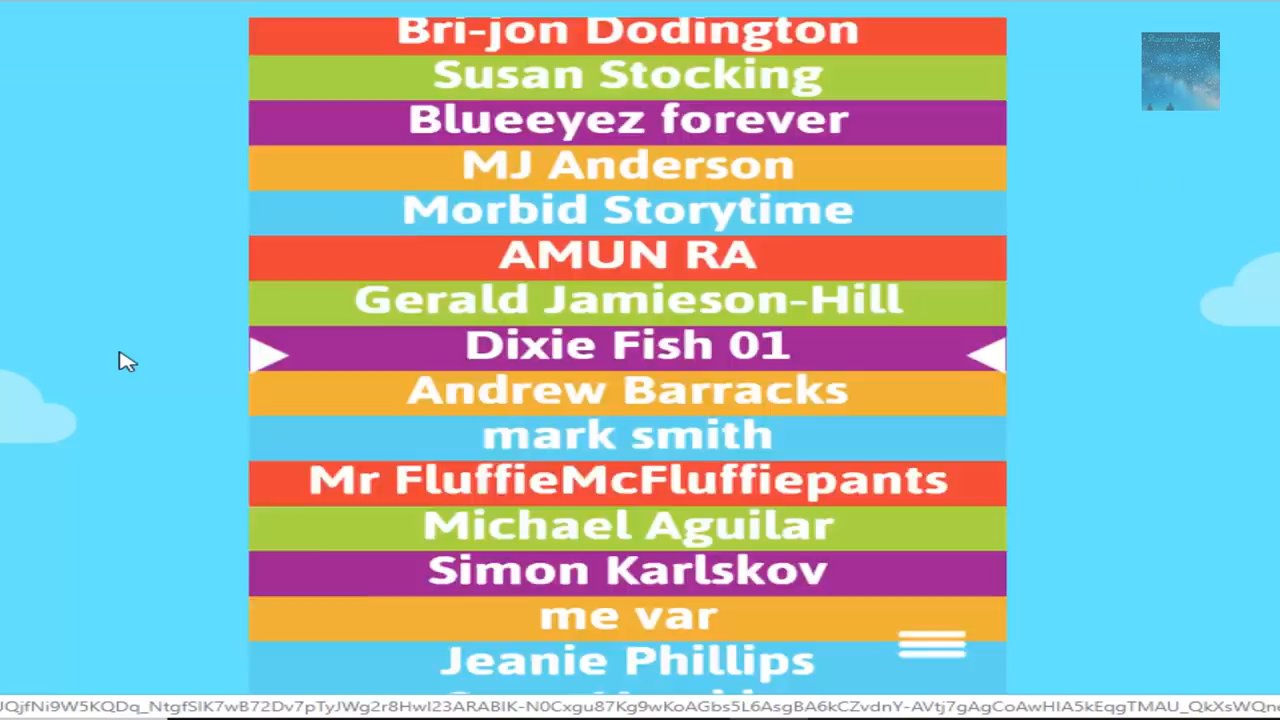 Bri-jon Dodington
Susan Stocking
Blueeyez forever
MJ Anderson
Morbid Storytime
AMUN RA
Gerald Jamieson-Hill
Dixie Fish 01
Andrew Barracks
mark smith
Mr FluffieMcFluffiepants
Michael Aguilar
Simon Karlskov
me var
Jeanie Phillips